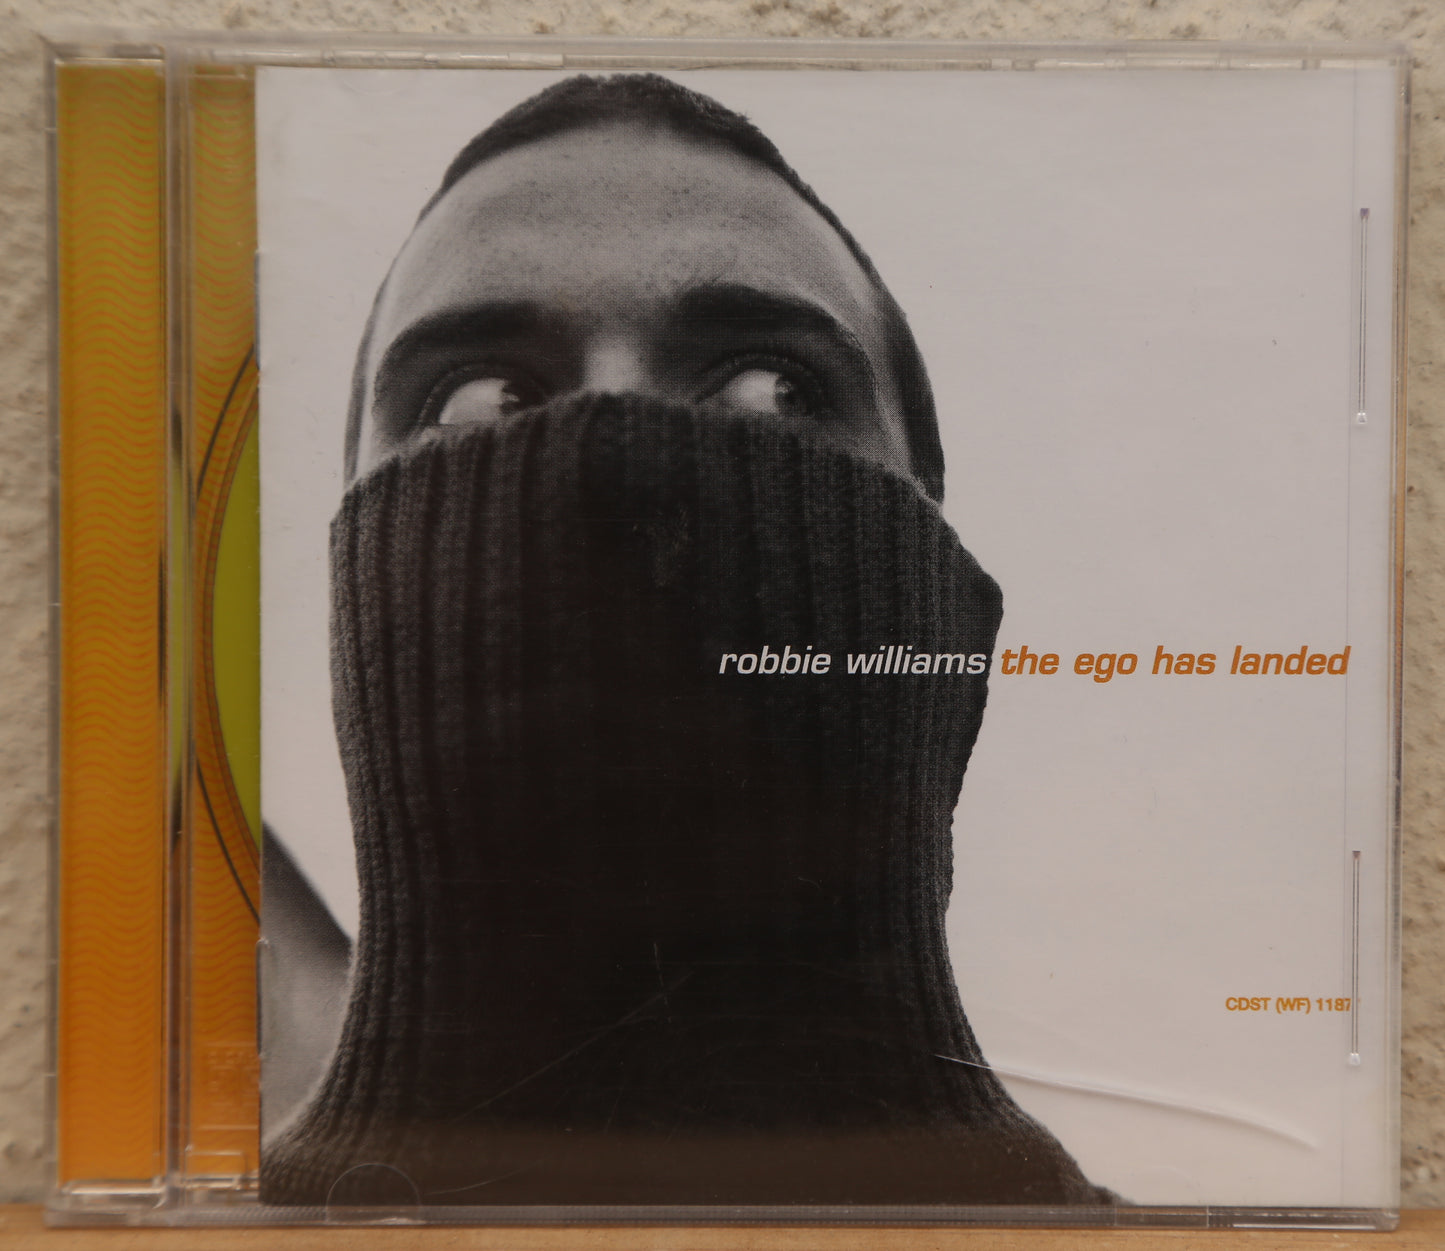 robbie williams the ego has landed
CDST (WF) 1187